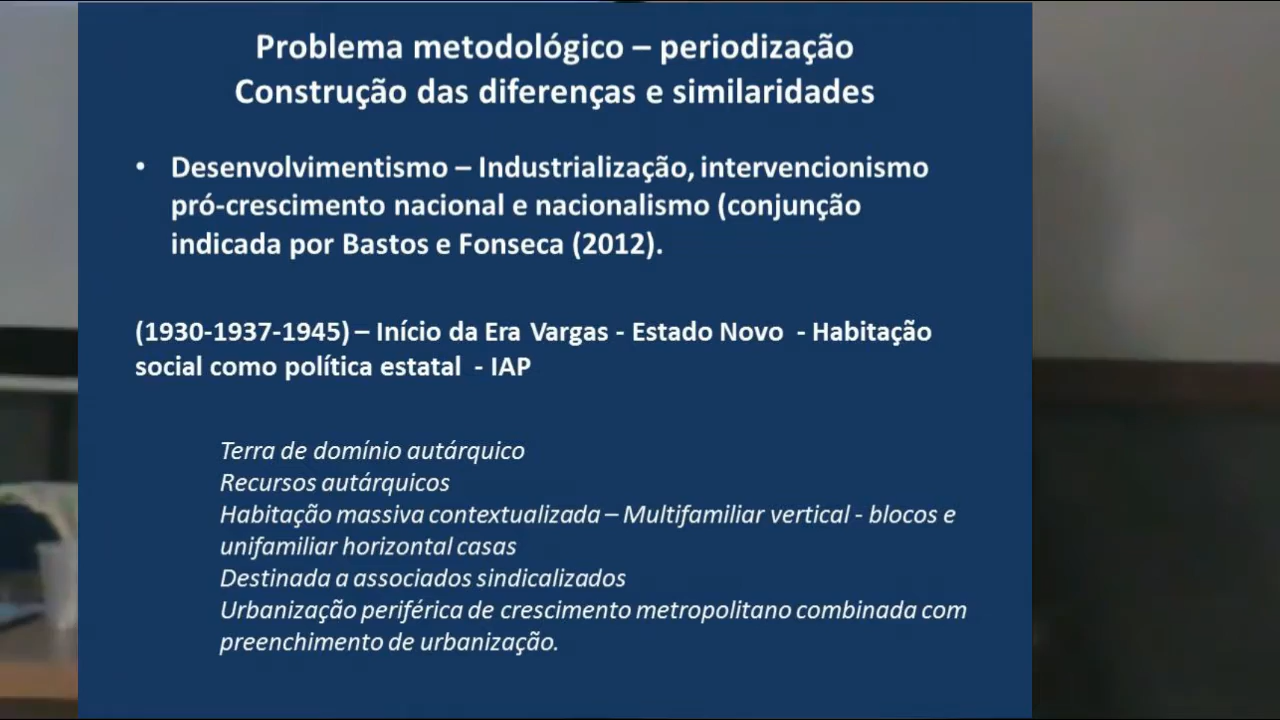 Problema metodológico – periodização
Construção das diferenças e similaridades
• Desenvolvimentismo – Industrialização, intervencionismo
pró-crescimento nacional e nacionalismo (conjunção
indicada por Bastos e Fonseca (2012).
(1930-1937-1945) – Início da Era Vargas - Estado Novo - Habitação
social como política estatal - IAP
Terra de domínio autárquico
Recursos autárquicos
Habitação massiva contextualizada – Multifamiliar vertical - blocos e
unifamiliar horizontal casas
Destinada a associados sindicalizados
Urbanização periférica de crescimento metropolitano combinada com
preenchimento de urbanização.